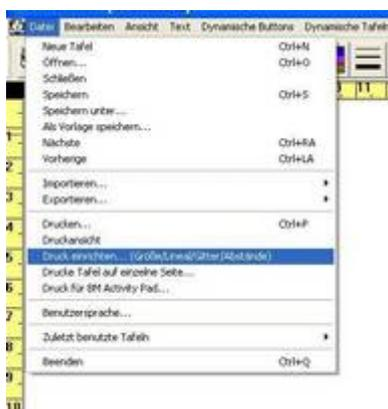 Datei Bearbeiten Ansicht Text Dynamische Buttons Dynamische Tafeln
Neue Tafel Ctrl+N
Öffnen... Ctrl+O
Schließen
Speichern Ctrl+S
Speichern unter...
Als Vorlage speichern...
Nächste Ctrl+RA
Vorherige Ctrl+LA
Importieren...
Exportieren...
Drucken... Ctrl+P
Druckansicht
Druck einrichten... (Größe/Lineal/Gitter/Abstände)
Drucke Tafel auf einzelne Seite...
Druck für BM Activity Pad...
Benutzersprache...
Zuletzt benutzte Tafeln
Beenden Ctrl+Q
11
1
2
3
4
5
6
7
8
9
10